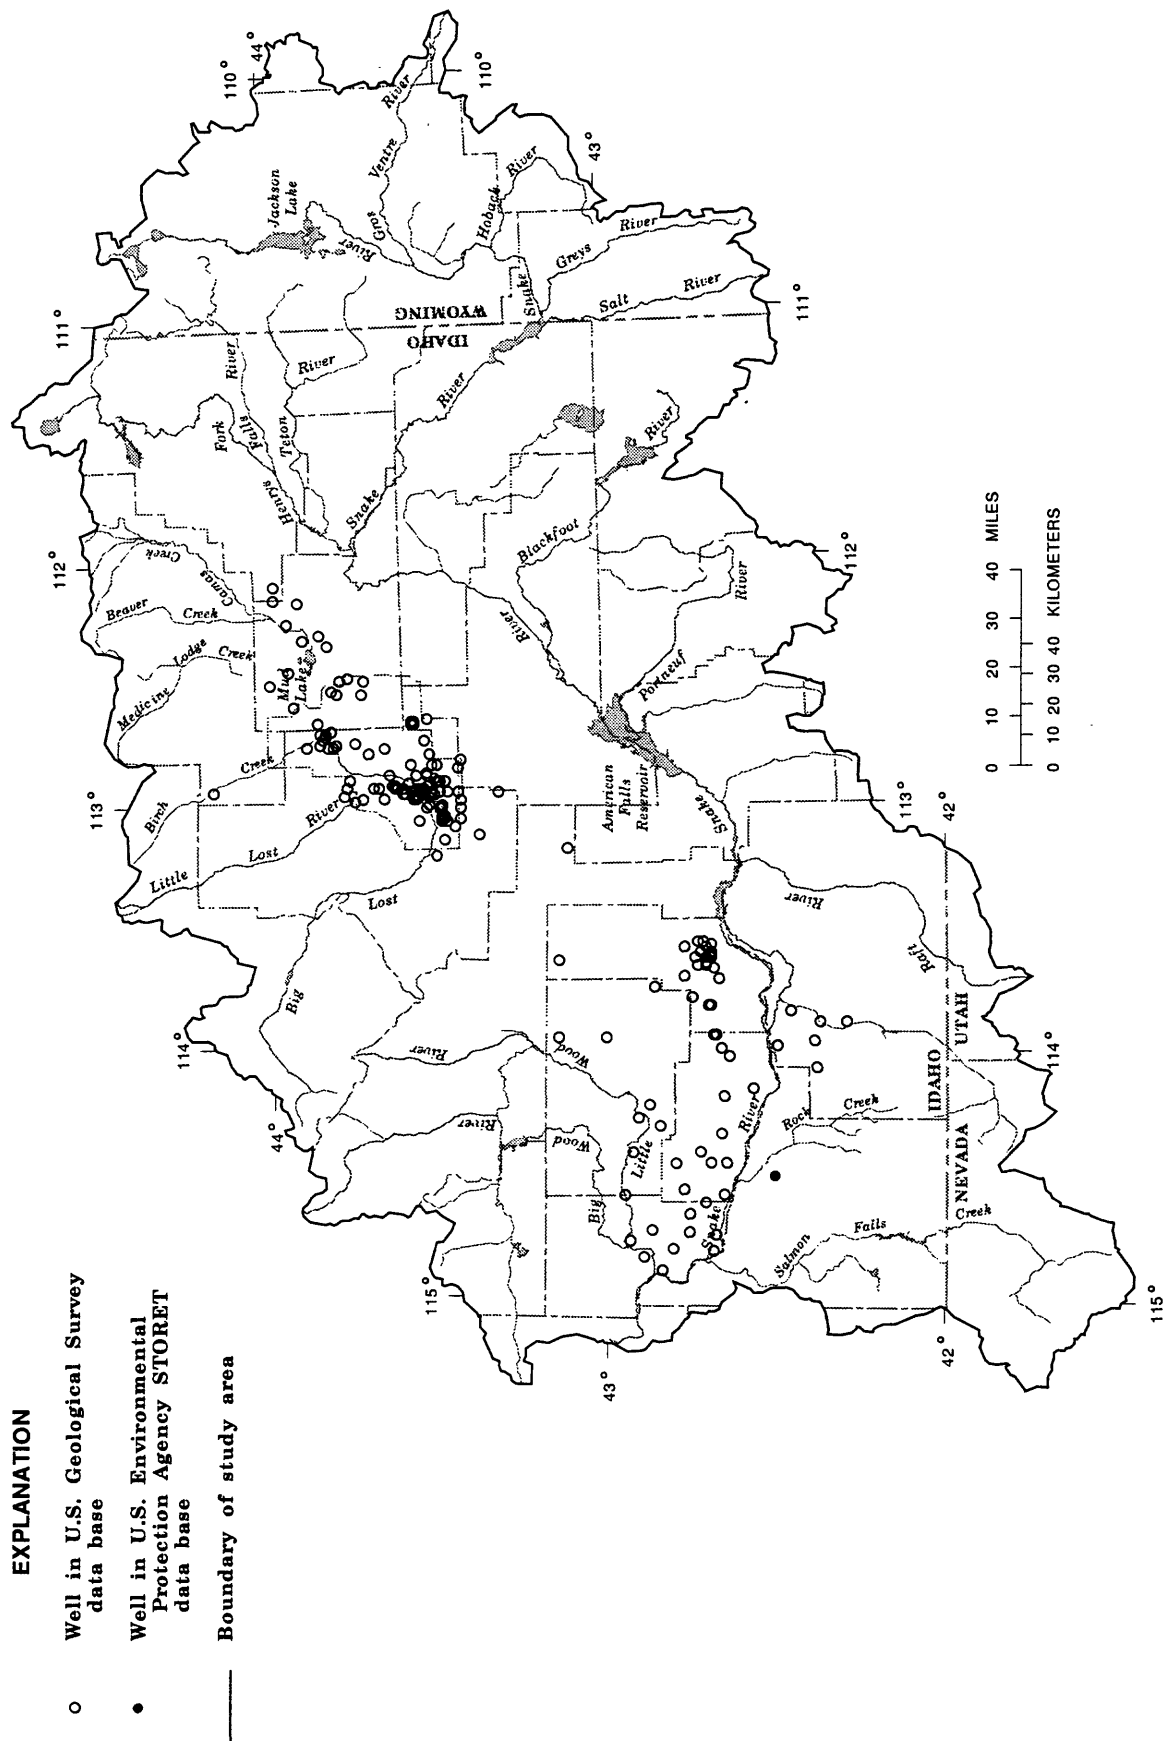 EXPLANATION
Well in U.S. Geological Survey
data base
Well in U.S. Environmental
Protection Agency STORET
data base
Boundary of study area
115°
44°
114°
113°
112°
111°
110°
44°
110°
43°
111°
112°
113°
42°
114°
115°
42°
43°
Big
Lost
Little
Lost
River
Birch
Creek
Medicine
Lodge
Creek
Beaver
Creek
Camas
Creek
Mud
Lake
Henrys
Fork
Falls
River
Teton
River
Snake
River
IDAHO
WYOMING
Jackson
Lake
River
Gros
Ventre
River
Hoback
River
Snake
Greys
River
Salt
River
Blackfoot
River
River
Portneuf
River
American
Falls
Reservoir
Snake
Raft
River
River
Wood
River
Wood
Big
Little
Snake
River
Rock
Creek
Salmon
Falls
Creek
IDAHO
UTAH
NEVADA
0 10 20 30 40 MILES
0 10 20 30 40 KILOMETERS